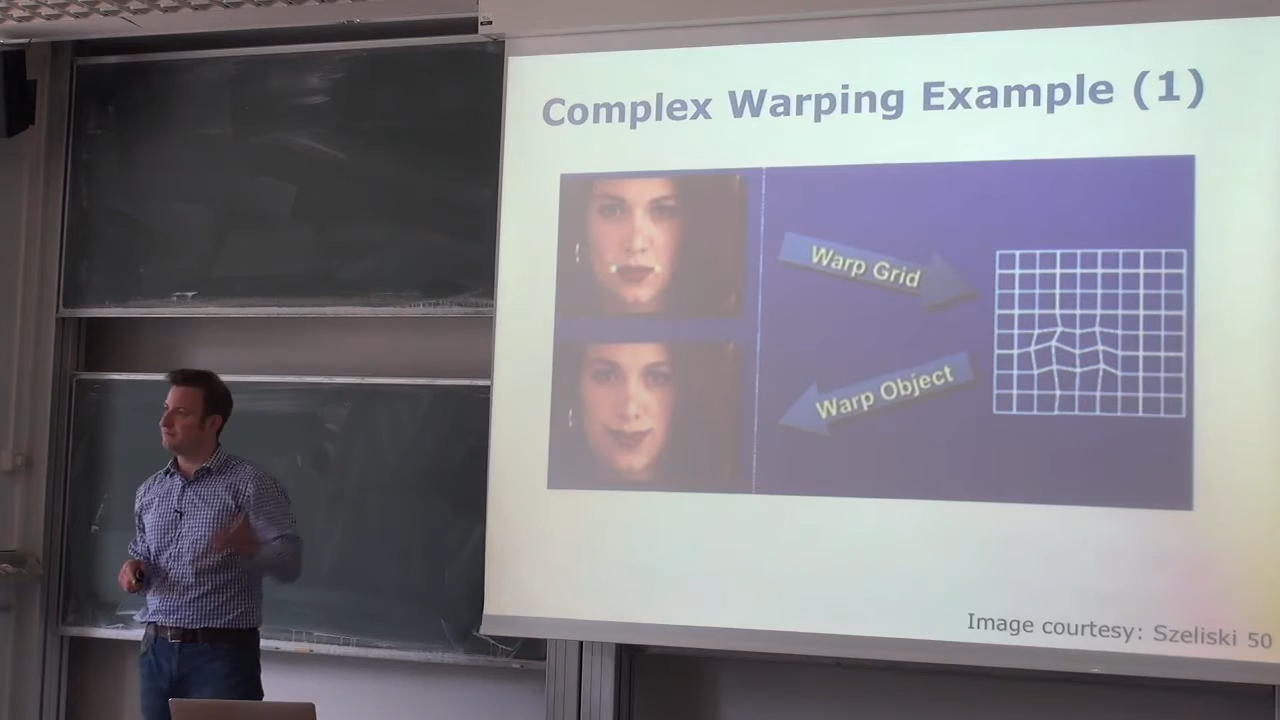 Complex Warping Example (1)
Warp Grid
Warp Object
Image courtesy: Szeliski 50